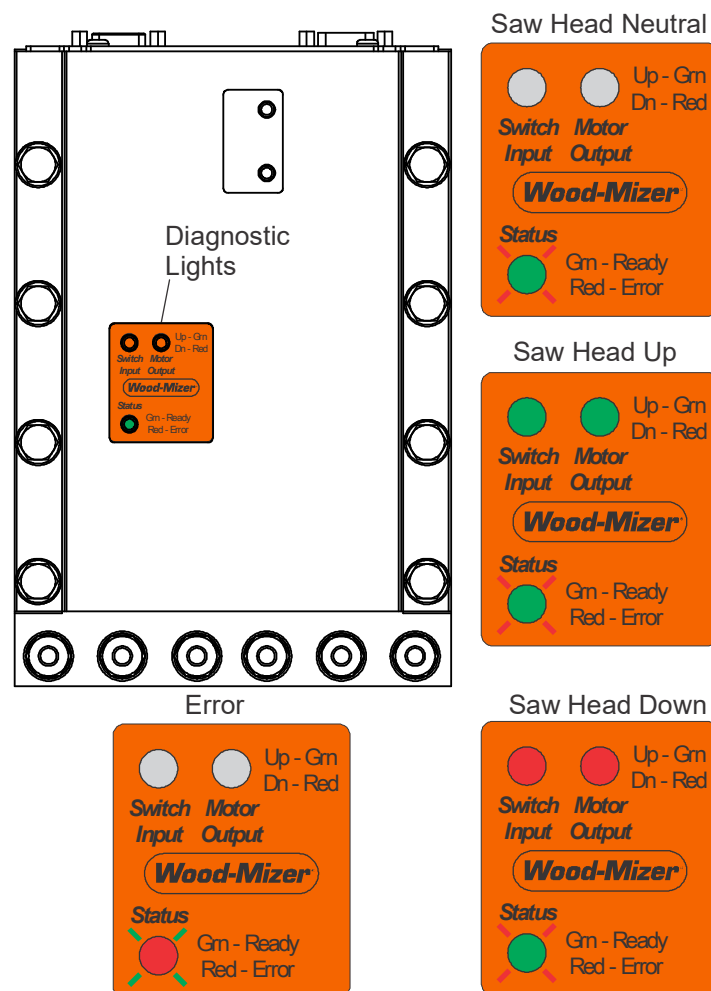 Saw Head Neutral
Up - Grn
Dn - Red
Switch Motor
Input Output
Wood-Mizer
Status
Grn - Ready
Red - Error
Diagnostic
Lights
Up - Grn
Dn - Red
Switch Motor
Input Output
Wood-Mizer
Status
Grn - Ready
Red - Error
Saw Head Up
Up - Grn
Dn - Red
Switch Motor
Input Output
Wood-Mizer
Status
Grn - Ready
Red - Error
Error
Up - Grn
Dn - Red
Switch Motor
Input Output
Wood-Mizer
Status
Grn - Ready
Red - Error
Saw Head Down
Up - Grn
Dn - Red
Switch Motor
Input Output
Wood-Mizer
Status
Grn - Ready
Red - Error